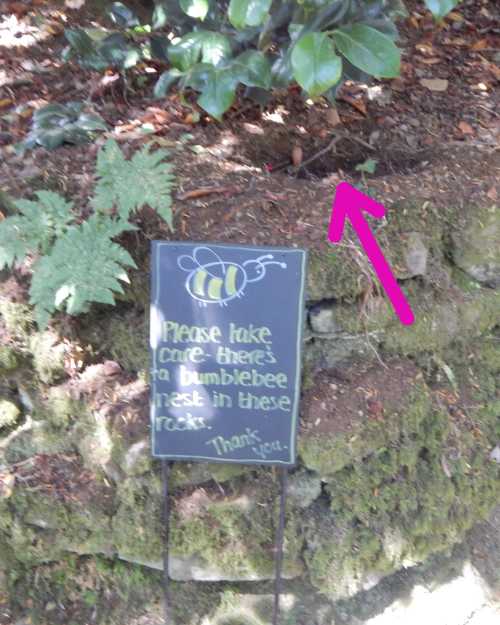 Please take
care - there's
a bumblebee
nest in these
rocks.
Thank
you.